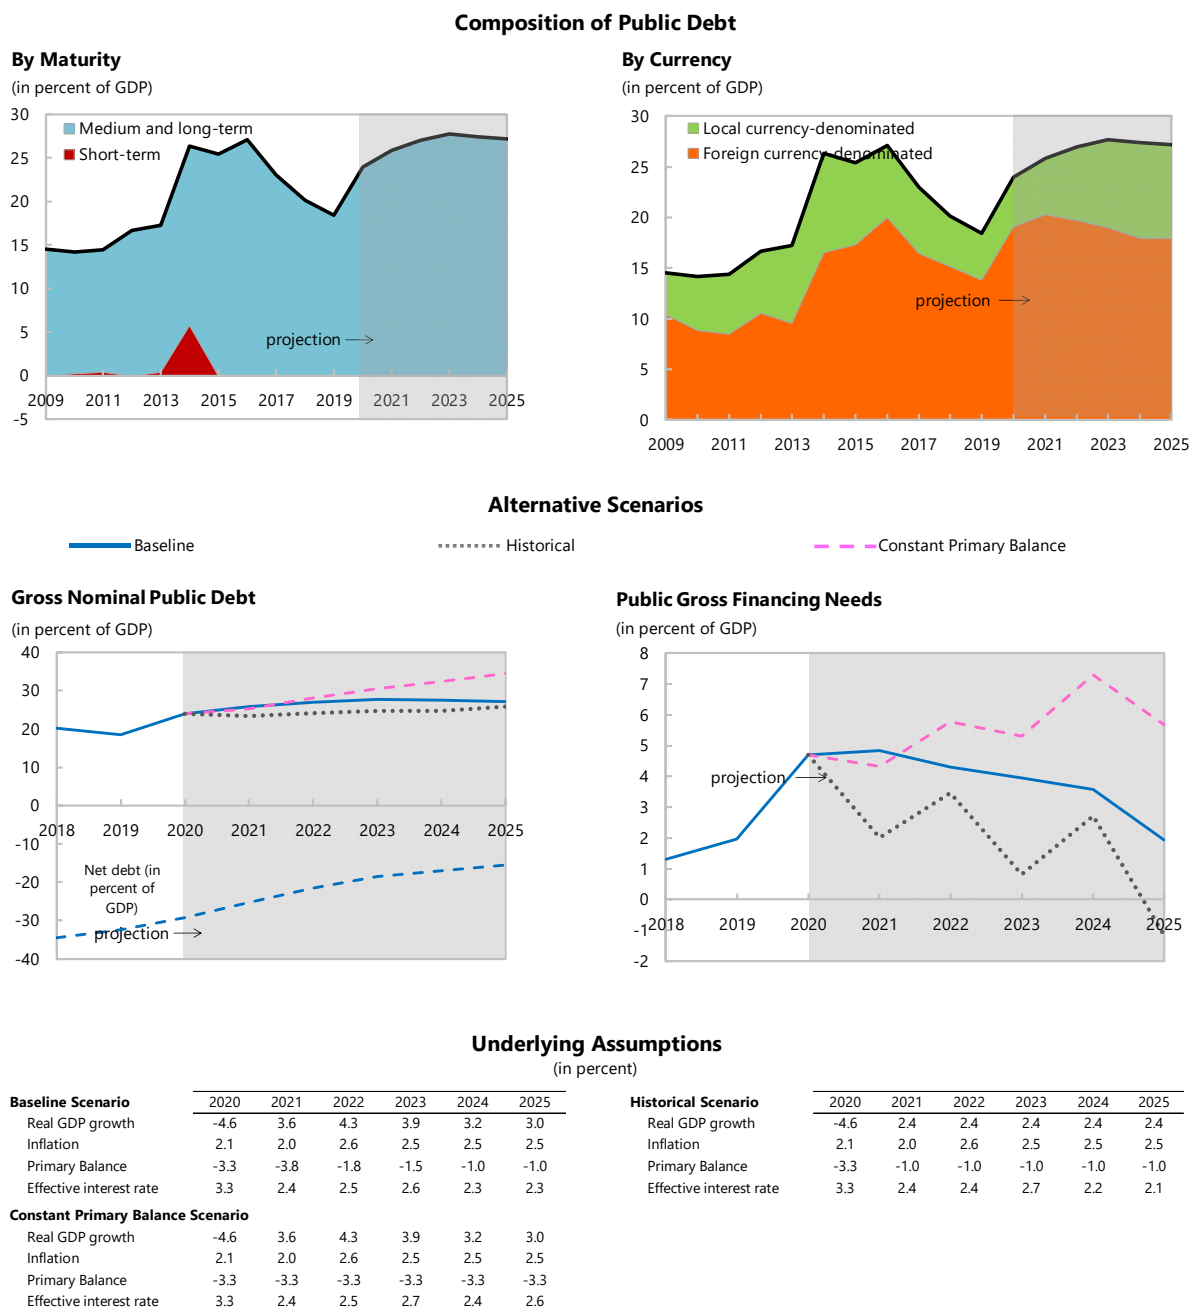 Composition of Public Debt
By Maturity
(in percent of GDP)
30
25
20
15
10
5
0
-5
Medium and long-term
Short-term
projection
2009 2011 2013 2015 2017 2019 2021 2023 2025
By Currency
(in percent of GDP)
30
25
20
15
10
5
0
Local currency-denominated
Foreign currency-denominated
projection
2009 2011 2013 2015 2017 2019 2021 2023 2025
Alternative Scenarios
Baseline Historical Constant Primary Balance
Gross Nominal Public Debt
(in percent of GDP)
40
30
20
10
0
-10
-20
-30
-40
2018 2019 2020 2021 2022 2023 2024 2025
Net debt (in
percent of
GDP)
projection
Public Gross Financing Needs
(in percent of GDP)
8
7
6
5
4
3
2
1
0
-1
-2
projection
2018 2019 2020 2021 2022 2023 2024 2025
Underlying Assumptions
(in percent)
Baseline Scenario 2020 2021 2022 2023 2024 2025
Real GDP growth -4.6 3.6 4.3 3.9 3.2 3.0
Inflation 2.1 2.0 2.6 2.5 2.5 2.5
Primary Balance -3.3 -3.8 -1.8 -1.5 -1.0 -1.0
Effective interest rate 3.3 2.4 2.5 2.6 2.3 2.3
Constant Primary Balance Scenario
Real GDP growth -4.6 3.6 4.3 3.9 3.2 3.0
Inflation 2.1 2.0 2.6 2.5 2.5 2.5
Primary Balance -3.3 -3.3 -3.3 -3.3 -3.3 -3.3
Effective interest rate 3.3 2.4 2.5 2.7 2.4 2.6
Historical Scenario 2020 2021 2022 2023 2024 2025
Real GDP growth -4.6 2.4 2.4 2.4 2.4 2.4
Inflation 2.1 2.0 2.6 2.5 2.5 2.5
Primary Balance -3.3 -1.0 -1.0 -1.0 -1.0 -1.0
Effective interest rate 3.3 2.4 2.4 2.7 2.2 2.1